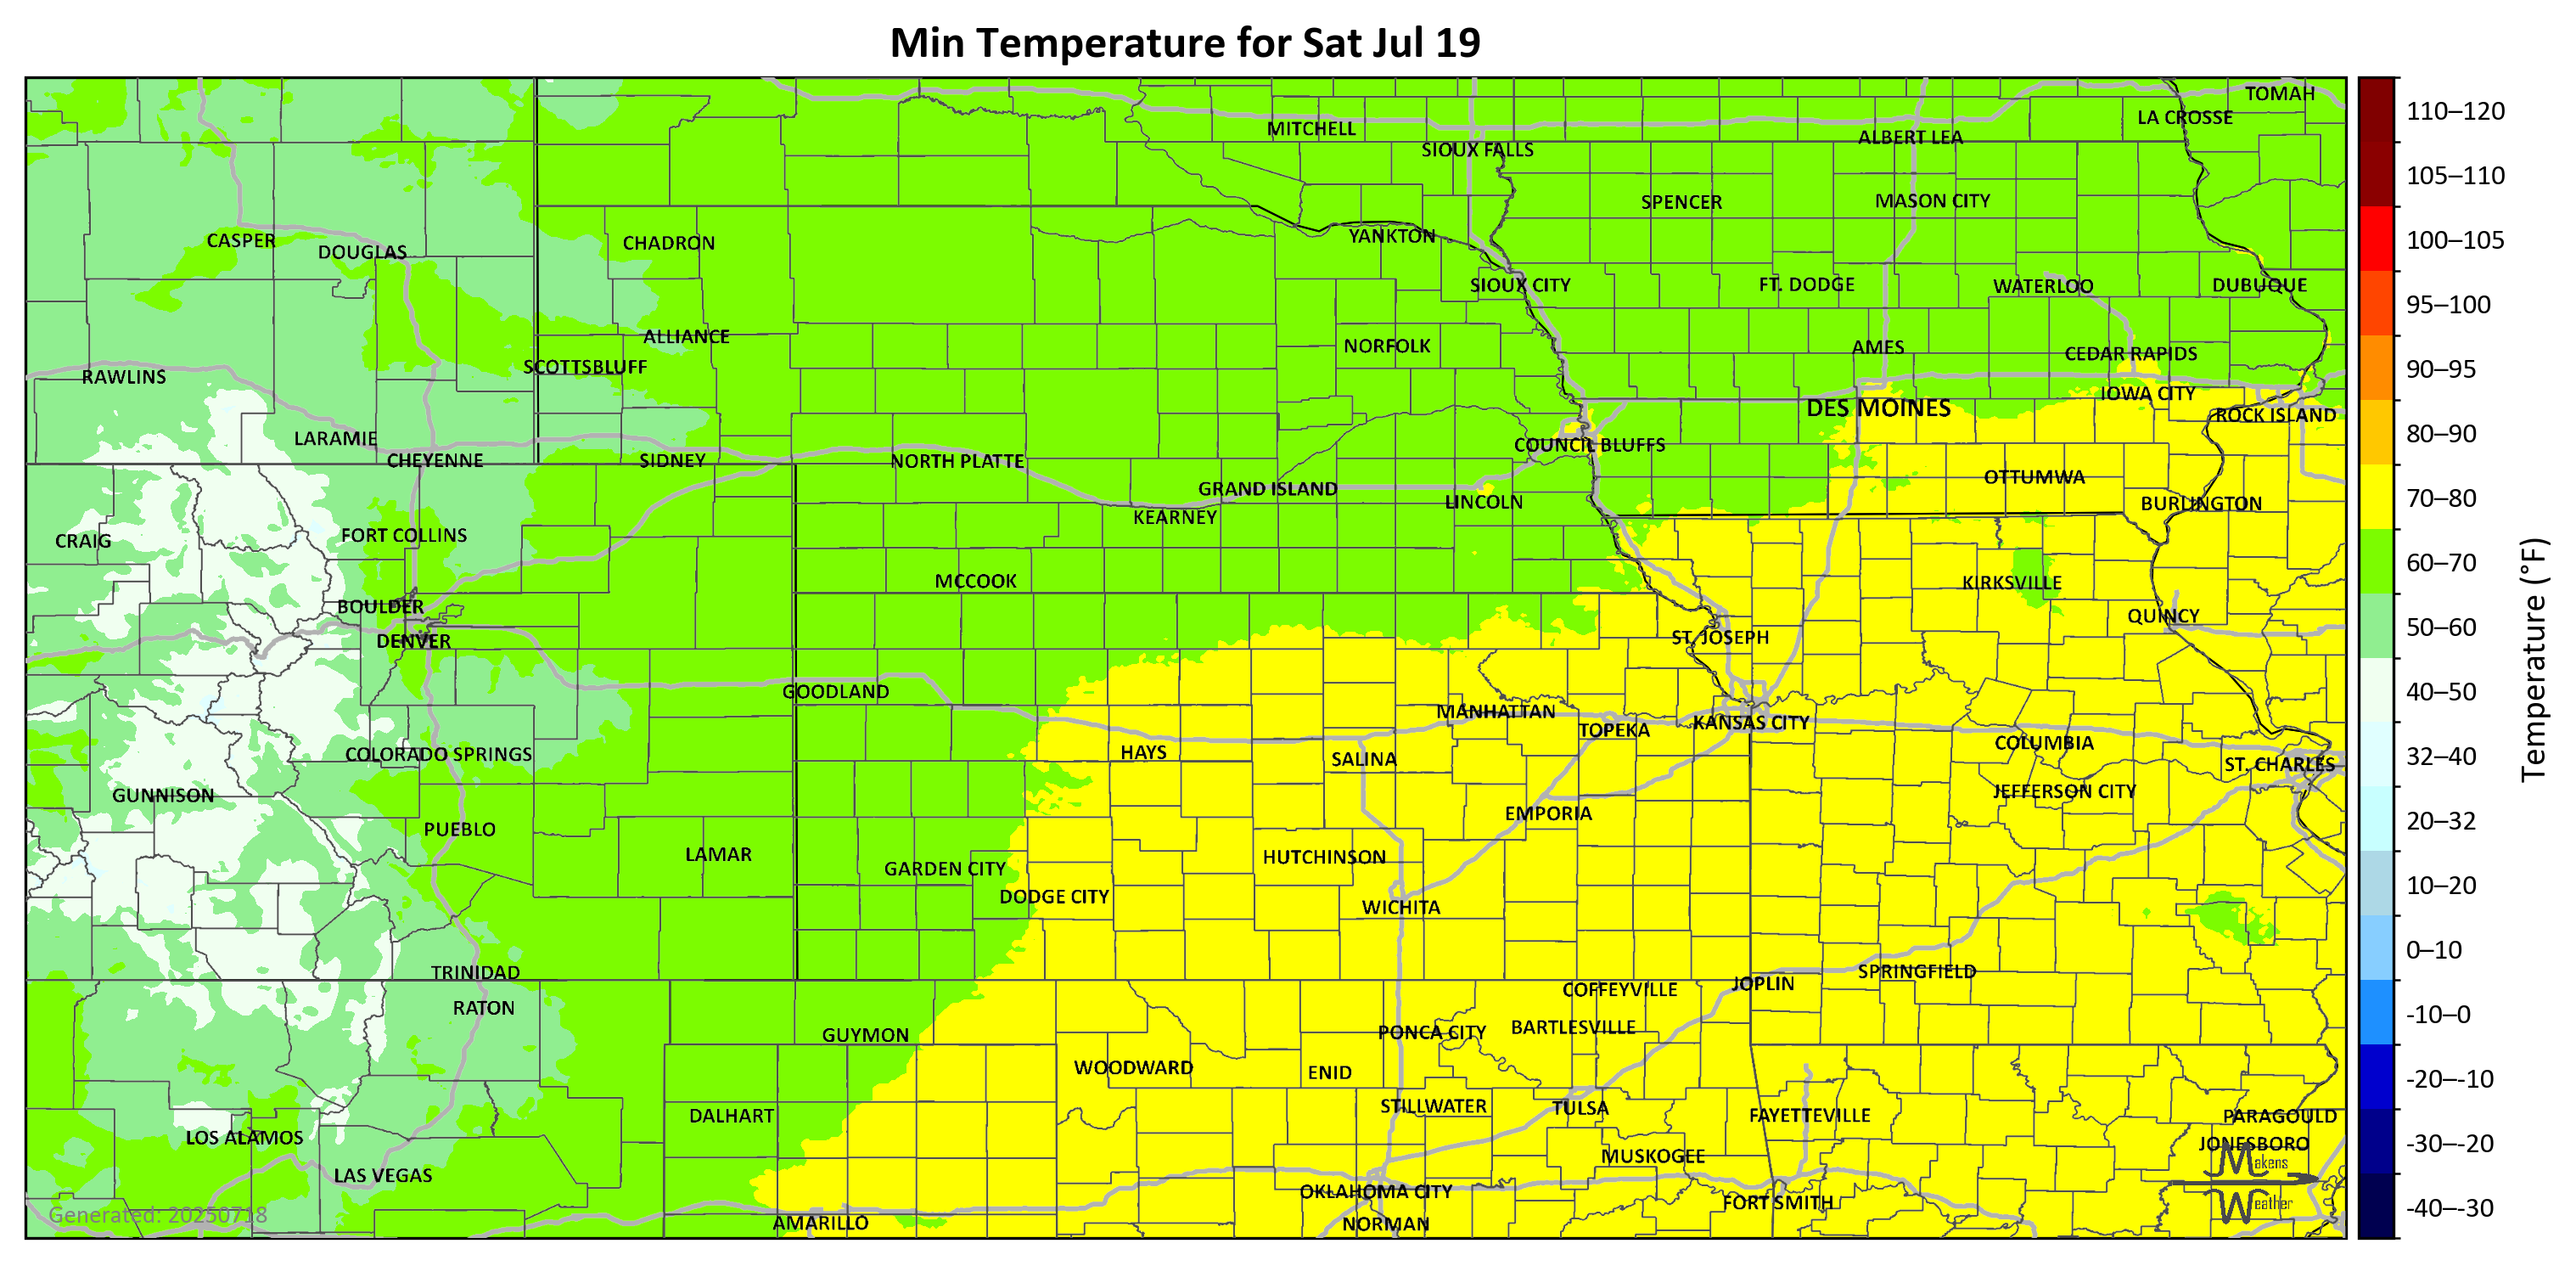 Min Temperature for Sat Jul 19
TOMAH
LA CROSSE
MITCHELL
ALBERT LEA
SIOUX FALLS
SPENCER
MASON CITY
CASPER
DOUGLAS
CHADRON
YANKTON
SIOUX CITY
FT. DODGE
WATERLOO
DUBUQUE
ALLIANCE
NORFOLK
AMES
CEDAR RAPIDS
SCOTTSBLUFF
RAWLINS
IOWA CITY
DES MOINES
ROCK ISLAND
LARAMIE
COUNCIL BLUFFS
CHEYENNE
SIDNEY
NORTH PLATTE
OTTUMWA
GRAND ISLAND
LINCOLN
BURLINGTON
KEARNEY
CRAIG
FORT COLLINS
MCCOOK
KIRKSVILLE
BOULDER
QUINCY
DENVER
ST. JOSEPH
GOODLAND
MANHATTAN
TOPEKA
KANSAS CITY
COLUMBIA
COLORADO SPRINGS
HAYS
SALINA
ST. CHARLES
GUNNISON
JEFFERSON CITY
EMPORIA
PUEBLO
LAMAR
HUTCHINSON
GARDEN CITY
DODGE CITY
WICHITA
TRINIDAD
SPRINGFIELD
JOPLIN
COFFEYVILLE
RATON
GUYMON
PONCA CITY
BARTLESVILLE
WOODWARD
ENID
STILLWATER
TULSA
DALHART
FAYETTEVILLE
PARAGOULD
LOS ALAMOS
JONESBORO
MUSKOGEE
LAS VEGAS
OKLAHOMA CITY
FORT SMITH
AMARILLO
NORMAN
Makens
Weather
Generated: 20250718
110–120
105–110
100–105
95–100
90–95
80–90
70–80
60–70
50–60
40–50
32–40
20–32
10–20
0–10
-10–0
-20–-10
-30–-20
-40–-30
Temperature (°F)